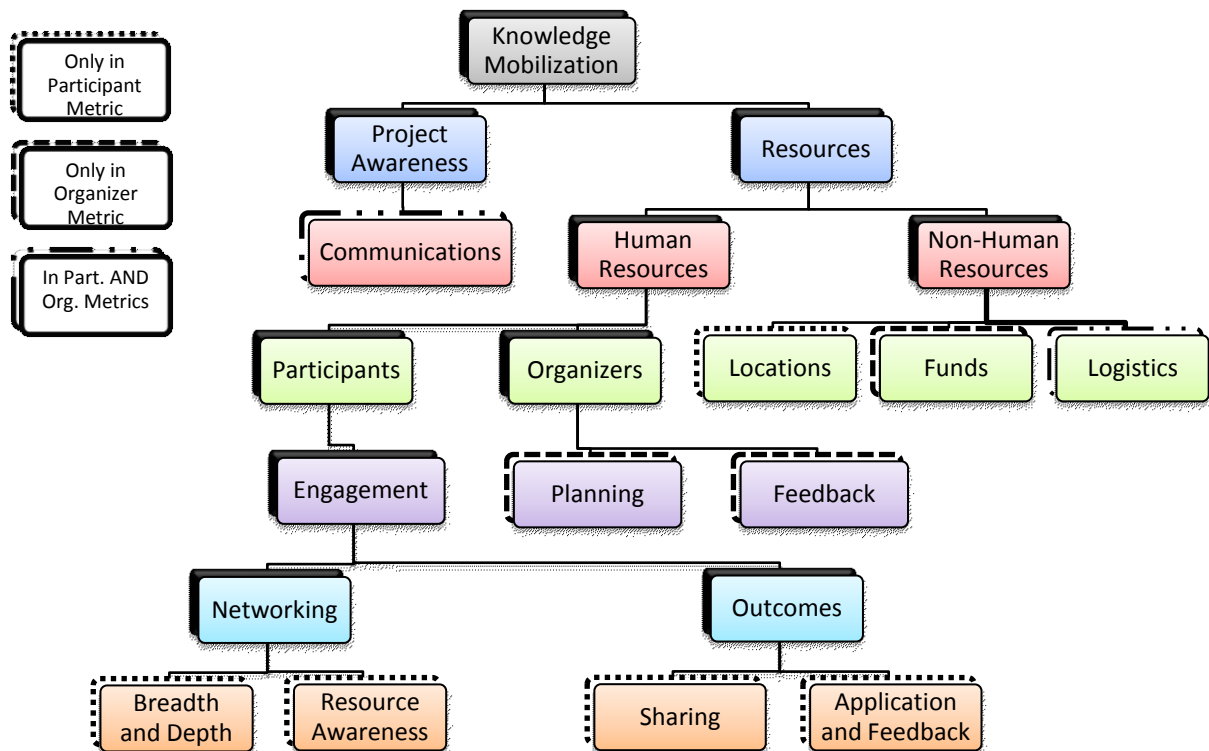 Knowledge
Mobilization
Only in
Participant
Metric
Project
Awareness
Resources
Only in
Organizer
Metric
Communications
Human
Resources
Non-Human
Resources
In Part. AND
Org. Metrics
Participants
Organizers
Locations
Funds
Logistics
Engagement
Planning
Feedback
Networking
Outcomes
Breadth
and Depth
Resource
Awareness
Sharing
Application
and Feedback